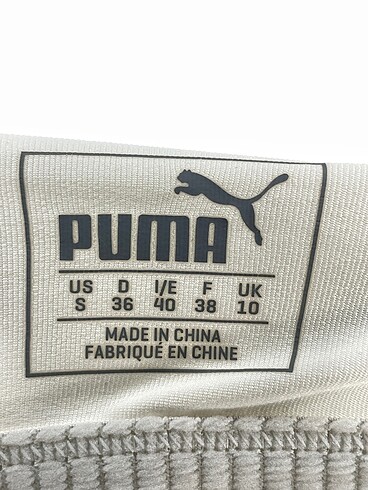 PUMA
US D I/E F UK
S 36 40 38 10
MADE IN CHINA
FABRIQUÉ EN CHINE